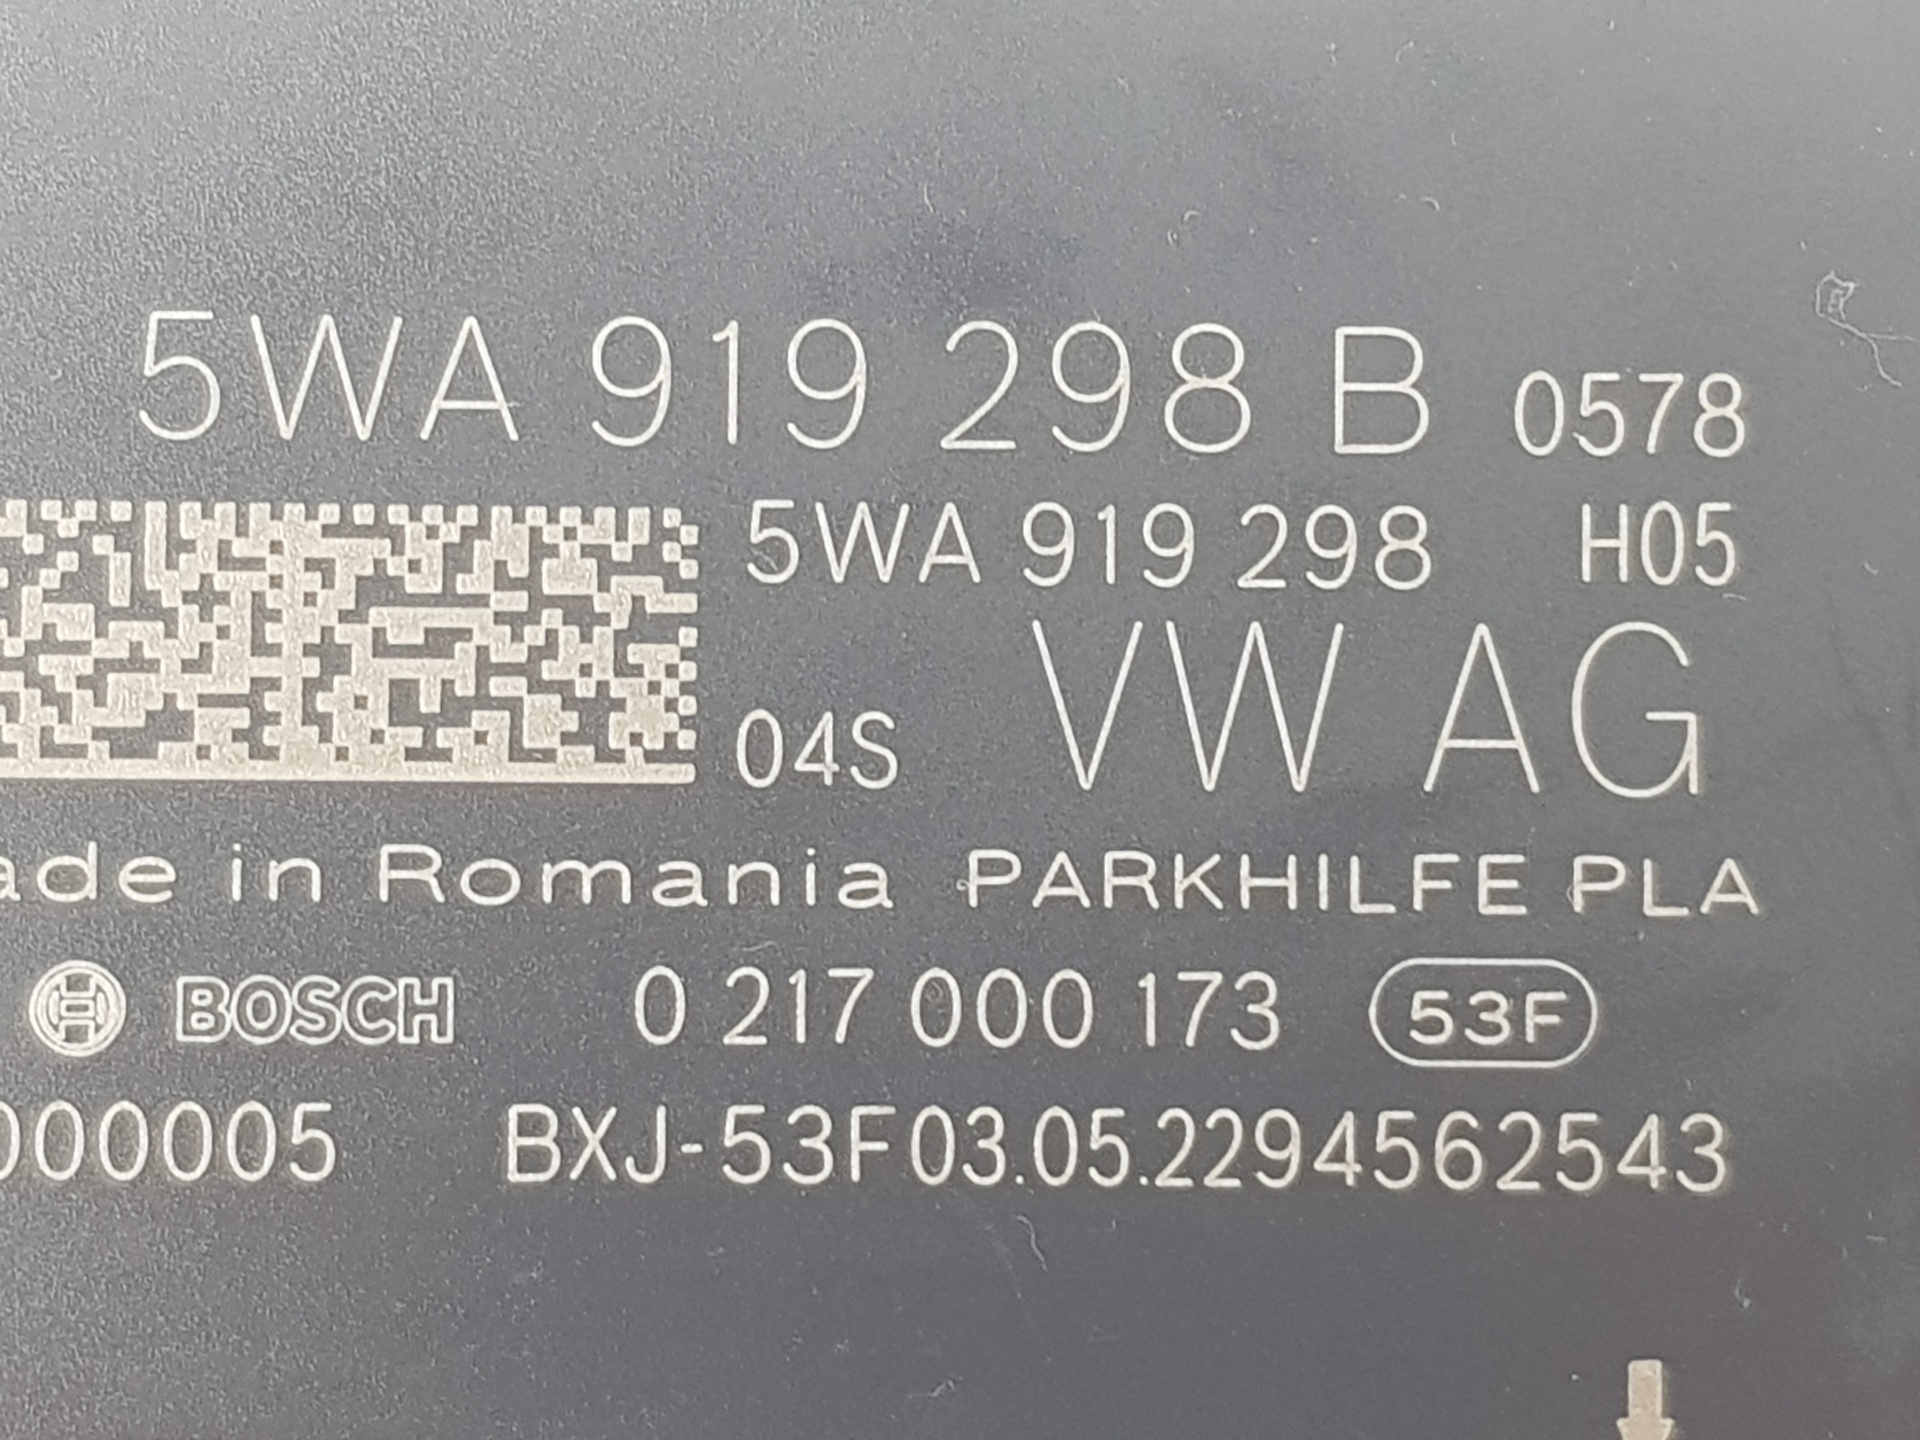 5WA 919 298 B 0578
5WA 919 298 H05
04S VW AG
ade in Romania PARKHILFE PLA
BOSCH 0 217 000 173 53F
000005 BXJ-53F03.05.2294562543